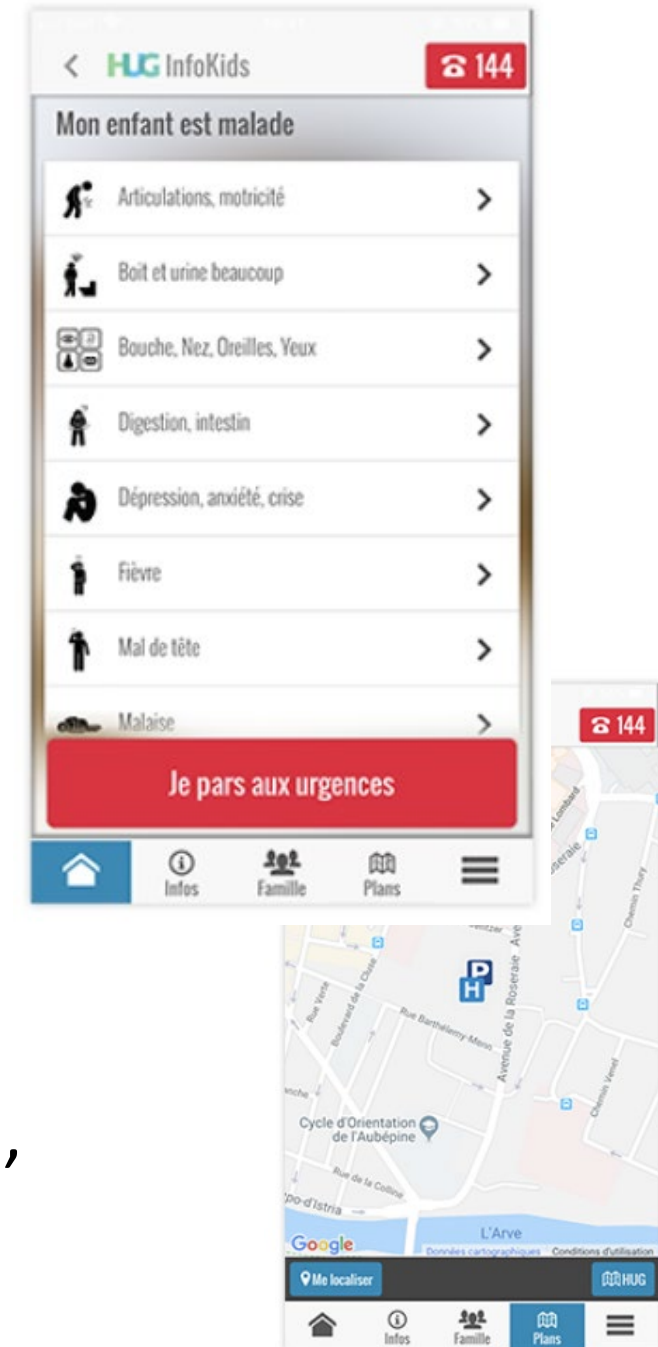 HUG InfoKids
144
Mon enfant est malade
Articulations, motricité
Boit et urine beaucoup
Bouche, Nez, Oreilles, Yeux
Digestion, intestin
Dépression, anxiété, crise
Fièvre
Mal de tête
Malaise
Je pars aux urgences
Infos
Famille
Plans
144
Lombard
Chemin Thury
P
H
Avenue de la Roseraie
Boulevard de la Cluse
Rue Verte
Rue Barthélemy-Menn
Chemin Venel
Cycle d'Orientation
de l'Aubépine
Rue de la Colline
po-d'Istria
L'Arve
Google
Données cartographiques
Conditions d'utilisation
Me localiser
HUG
Infos
Famille
Plans
,